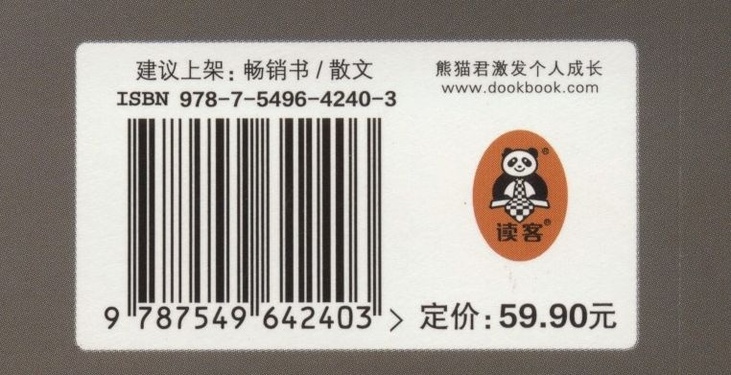 建议上架：畅销书 / 散文
ISBN 978-7-5496-4240-3
熊猫君激发个人成长
www.dookbook.com
读客®
9 787549 642403 >
定价：59.90元